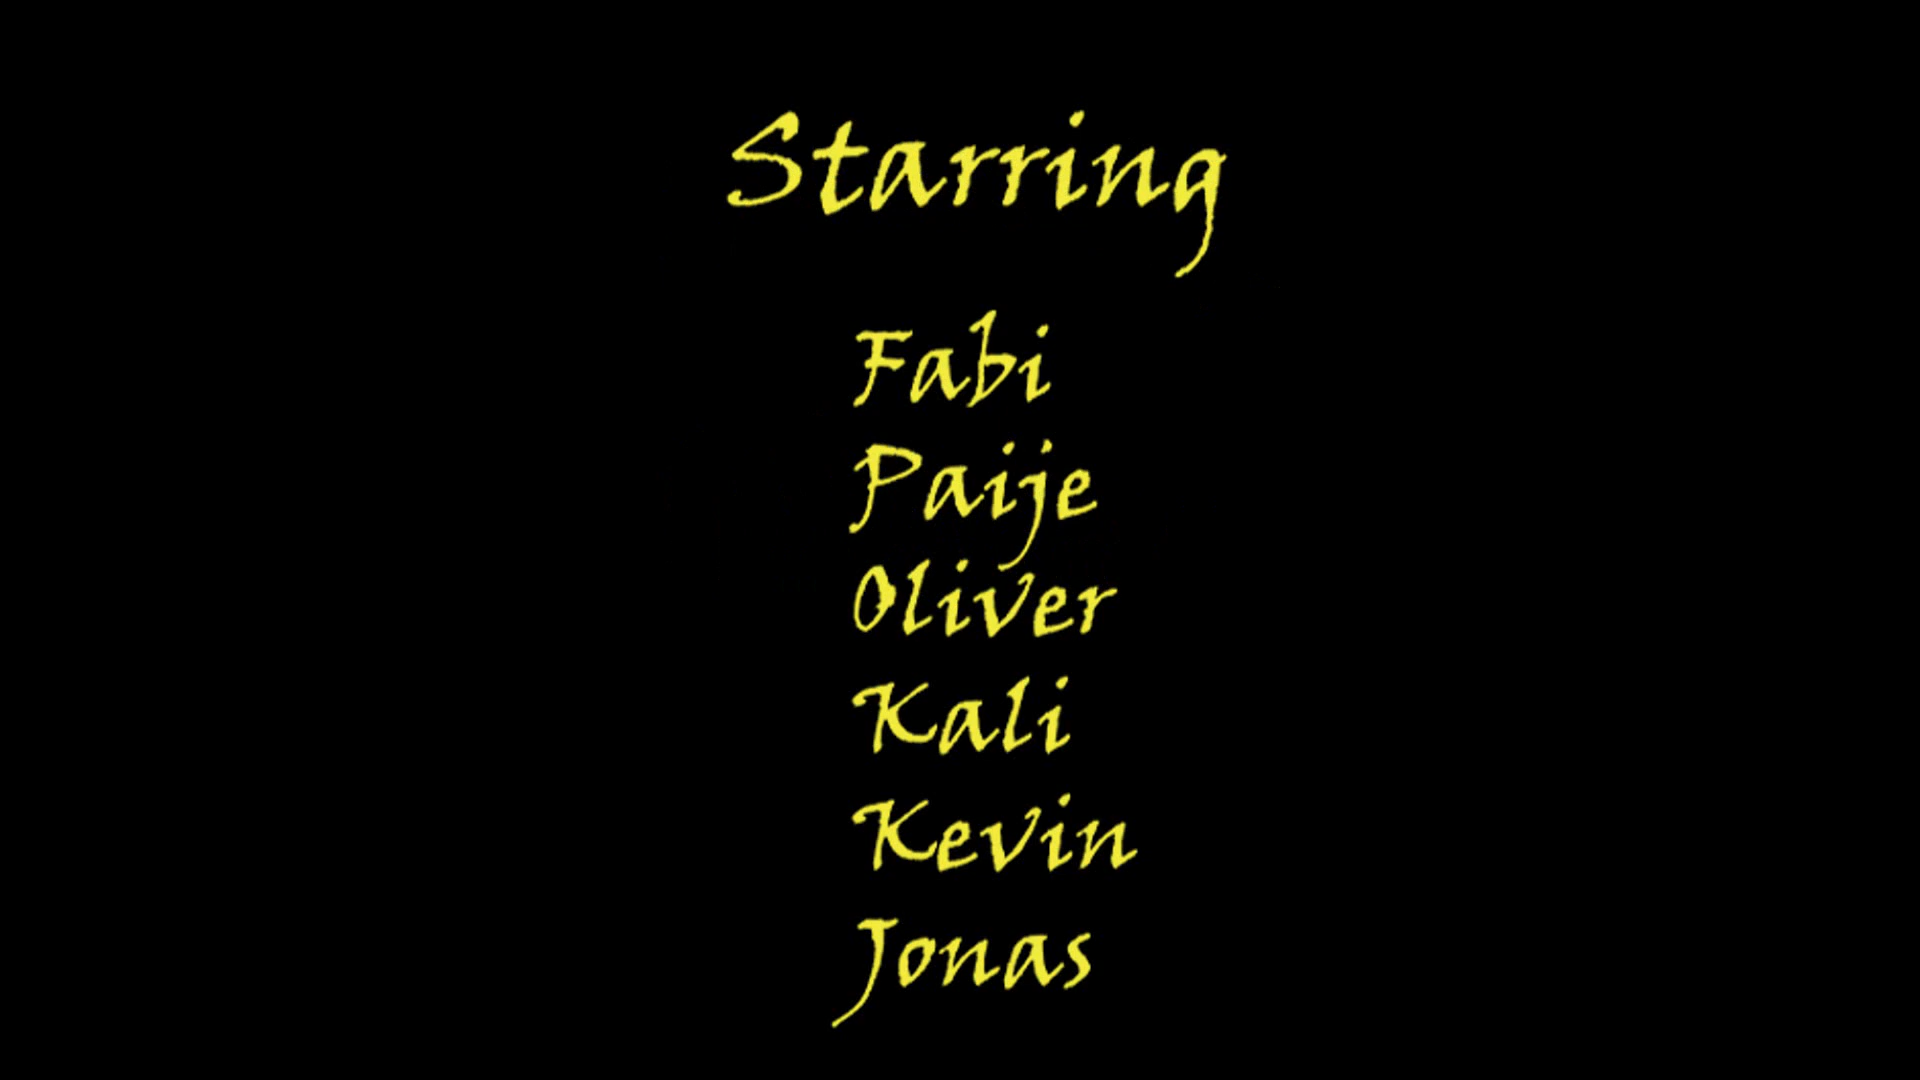 Starring
Fabi
Paije
Oliver
Kali
Kevin
Jonas